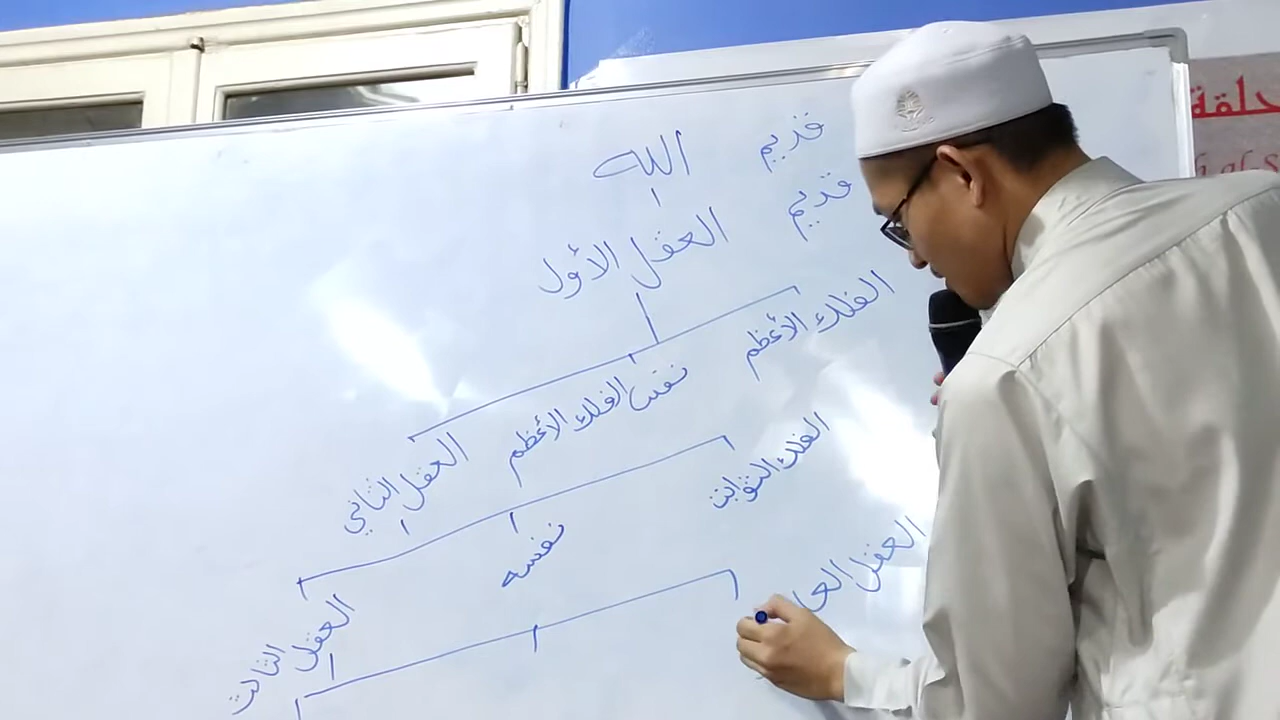 الله قديم
العقل الأول قديم
الفلك الأعظم
نفس الفلك الأعظم
العقل الثاني
الفلك الثوابت
نفسه
العقل الثالث
العقل العا
حلقة